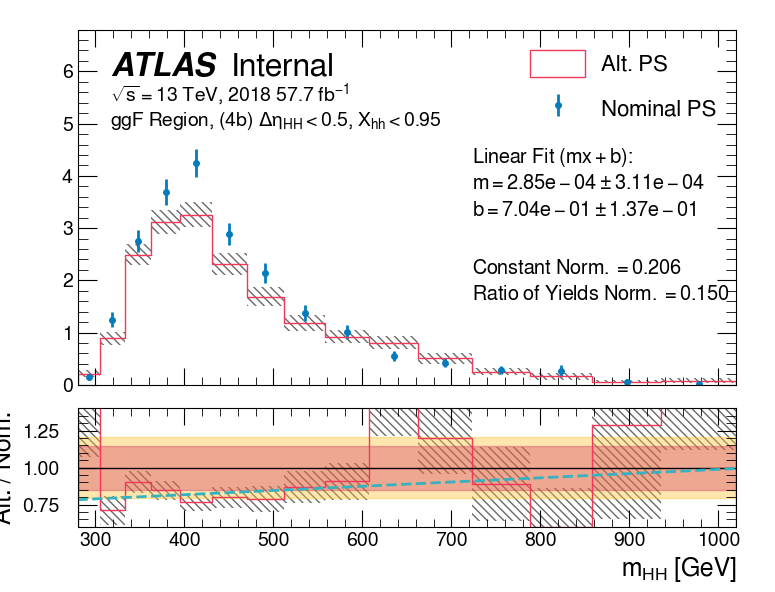 ATLAS Internal
√s = 13 TeV, 2018 57.7 fb⁻¹
ggF Region, (4b) Δη_HH < 0.5, X_hh < 0.95
Alt. PS
Nominal PS
Linear Fit (mx + b):
m = 2.85e − 04 ± 3.11e − 04
b = 7.04e − 01 ± 1.37e − 01
Constant Norm. = 0.206
Ratio of Yields Norm. = 0.150
6
5
4
3
2
1
0
Alt. / Nom.
1.25
1.00
0.75
300 400 500 600 700 800 900 1000
m_HH [GeV]